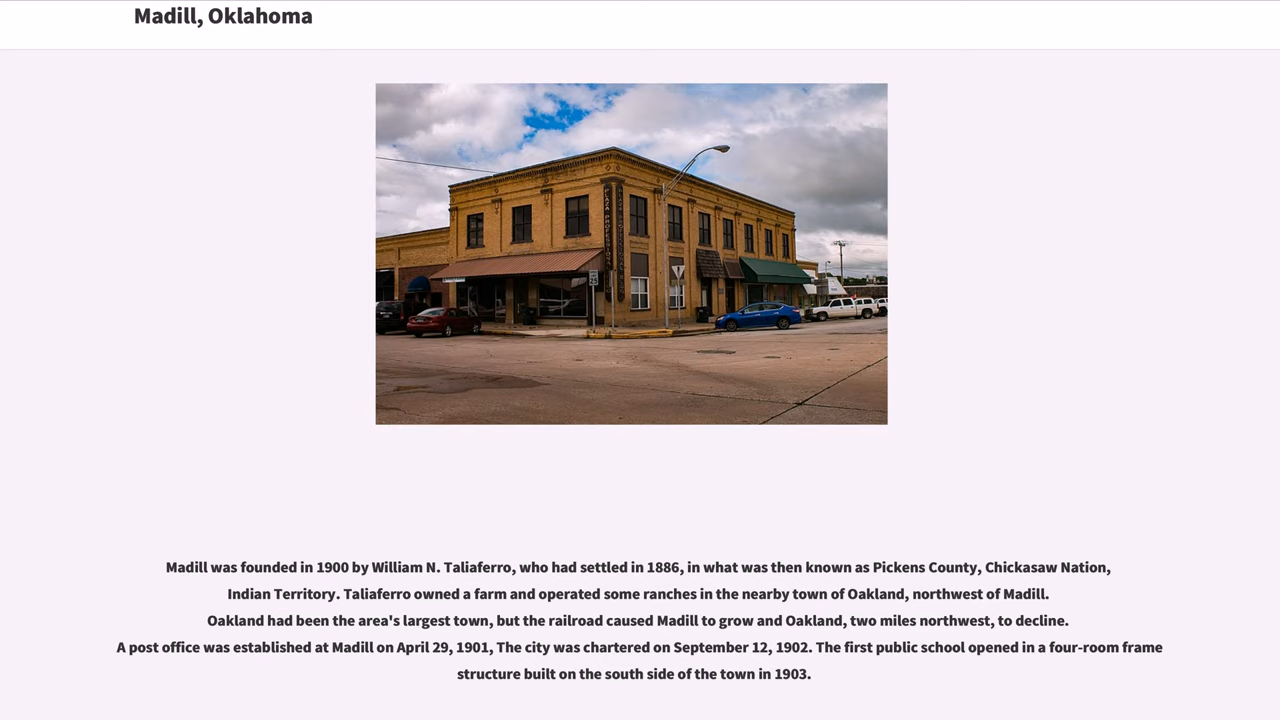 Madill, Oklahoma
PLAZA PROFESSIONAL
25
Madill was founded in 1900 by William N. Taliaferro, who had settled in 1886, in what was then known as Pickens County, Chickasaw Nation,
Indian Territory. Taliaferro owned a farm and operated some ranches in the nearby town of Oakland, northwest of Madill.
Oakland had been the area's largest town, but the railroad caused Madill to grow and Oakland, two miles northwest, to decline.
A post office was established at Madill on April 29, 1901, The city was chartered on September 12, 1902. The first public school opened in a four-room frame
structure built on the south side of the town in 1903.